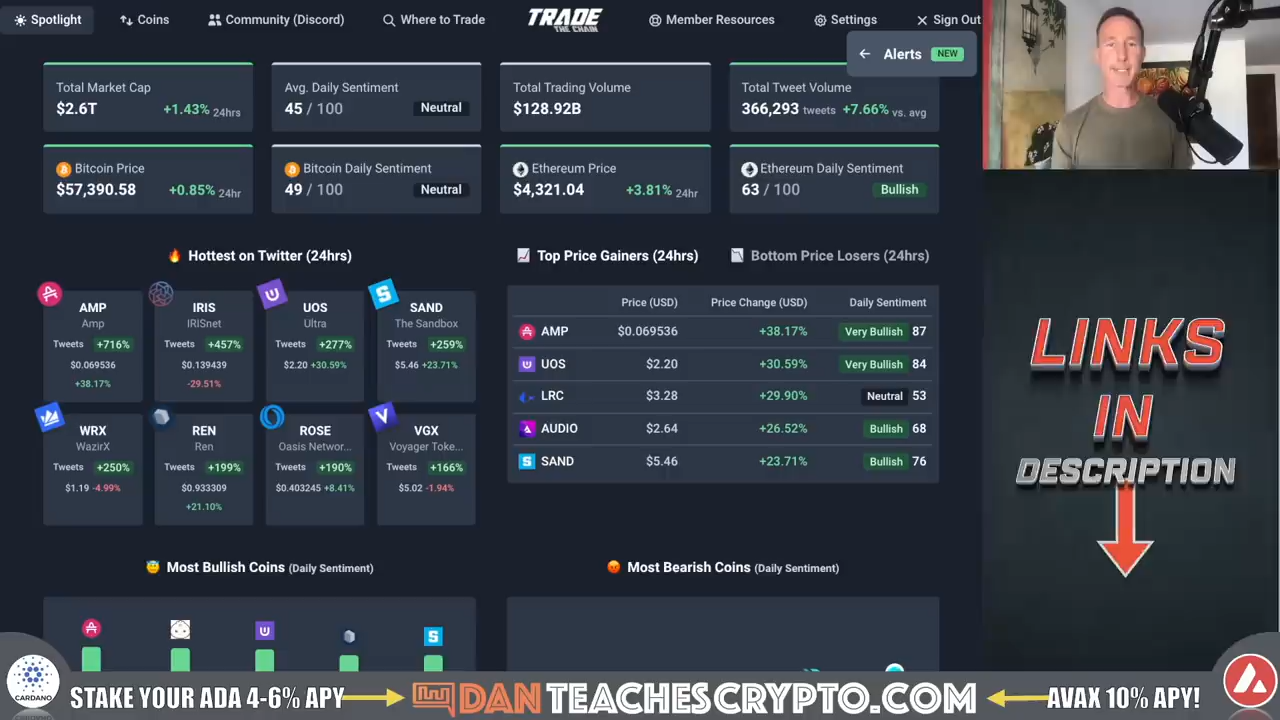 Spotlight
Coins
Community (Discord)
Where to Trade
TRADE
THE CHAIN
Member Resources
Settings
Sign Out
Alerts NEW
Total Market Cap
$2.6T +1.43% 24hrs
Avg. Daily Sentiment
45 / 100 Neutral
Total Trading Volume
$128.92B
Total Tweet Volume
366,293 tweets +7.66% vs. avg
Bitcoin Price
$57,390.58 +0.85% 24hr
Bitcoin Daily Sentiment
49 / 100 Neutral
Ethereum Price
$4,321.04 +3.81% 24hr
Ethereum Daily Sentiment
63 / 100 Bullish
Hottest on Twitter (24hrs)
AMP
Amp
Tweets +716%
$0.069536
+38.17%
IRIS
IRISnet
Tweets +457%
$0.139439
-29.51%
UOS
Ultra
Tweets +277%
$2.20 +30.59%
SAND
The Sandbox
Tweets +259%
$5.46 +23.71%
WRX
WazirX
Tweets +250%
$1.19 -4.99%
REN
Ren
Tweets +199%
$0.933309
+21.10%
ROSE
Oasis Networ...
Tweets +190%
$0.403245 +8.41%
VGX
Voyager Toke...
Tweets +166%
$5.02 -1.94%
Top Price Gainers (24hrs)
Bottom Price Losers (24hrs)
Price (USD) Price Change (USD) Daily Sentiment
AMP $0.069536 +38.17% Very Bullish 87
UOS $2.20 +30.59% Very Bullish 84
LRC $3.28 +29.90% Neutral 53
AUDIO $2.64 +26.52% Bullish 68
SAND $5.46 +23.71% Bullish 76
Most Bullish Coins (Daily Sentiment)
Most Bearish Coins (Daily Sentiment)
LINKS
IN
DESCRIPTION
CARDANO
STAKE YOUR ADA 4-6% APY
DANTEACHESCRYPTO.COM
AVAX 10% APY!